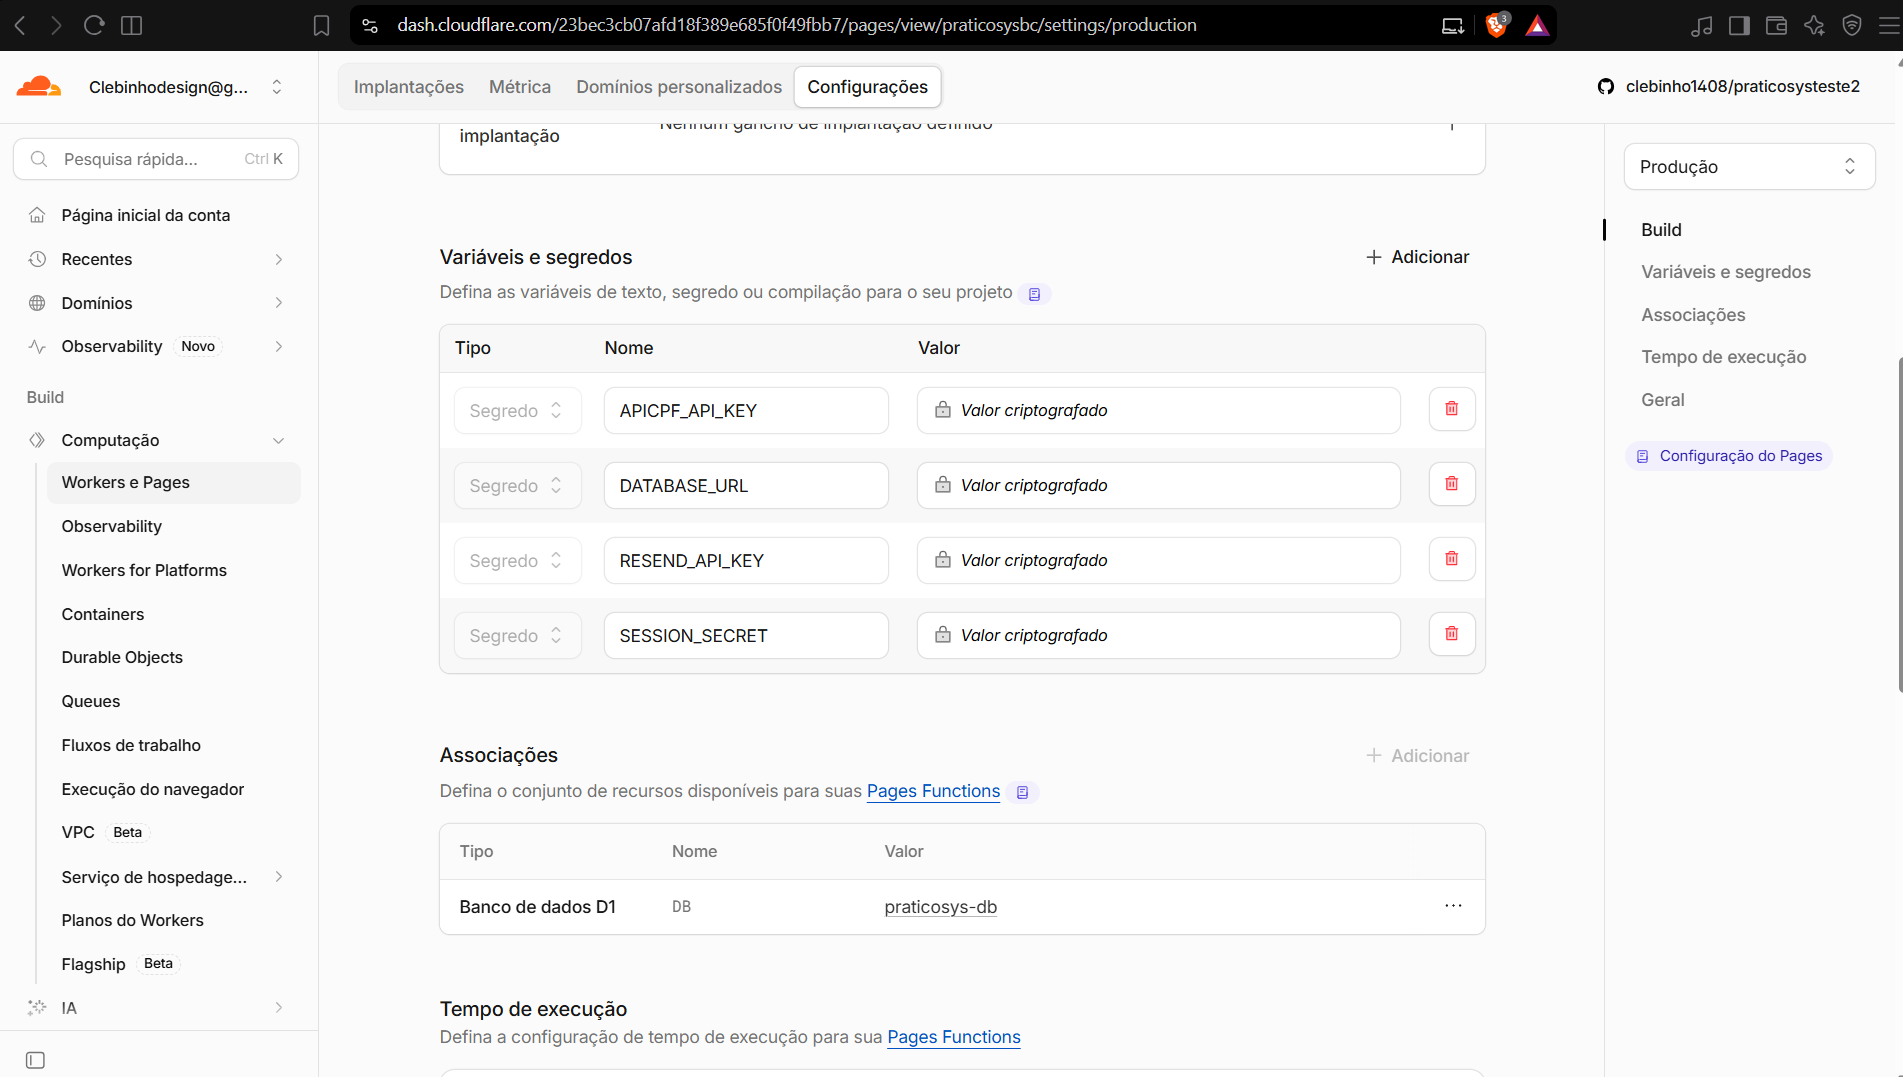 dash.cloudflare.com/23bec3cb07afd18f389e685f0f49fbb7/pages/view/praticosysbc/settings/production
3
Clebinhodesign@g...
Implantações
Métrica
Domínios personalizados
Configurações
clebinho1408/praticosysteste2
Pesquisa rápida...
Ctrl K
Página inicial da conta
Recentes
Domínios
Observability Novo
Build
Computação
Workers e Pages
Observability
Workers for Platforms
Containers
Durable Objects
Queues
Fluxos de trabalho
Execução do navegador
VPC Beta
Serviço de hospedage...
Planos do Workers
Flagship Beta
IA
implantação
Nenhum gancho de implantação definido
Variáveis e segredos
+ Adicionar
Defina as variáveis de texto, segredo ou compilação para o seu projeto
Tipo Nome Valor
Segredo APICPF_API_KEY Valor criptografado
Segredo DATABASE_URL Valor criptografado
Segredo RESEND_API_KEY Valor criptografado
Segredo SESSION_SECRET Valor criptografado
Associações
+ Adicionar
Defina o conjunto de recursos disponíveis para suas Pages Functions
Tipo Nome Valor
Banco de dados D1 DB praticosys-db ...
Tempo de execução
Defina a configuração de tempo de execução para sua Pages Functions
Produção
Build
Variáveis e segredos
Associações
Tempo de execução
Geral
Configuração do Pages